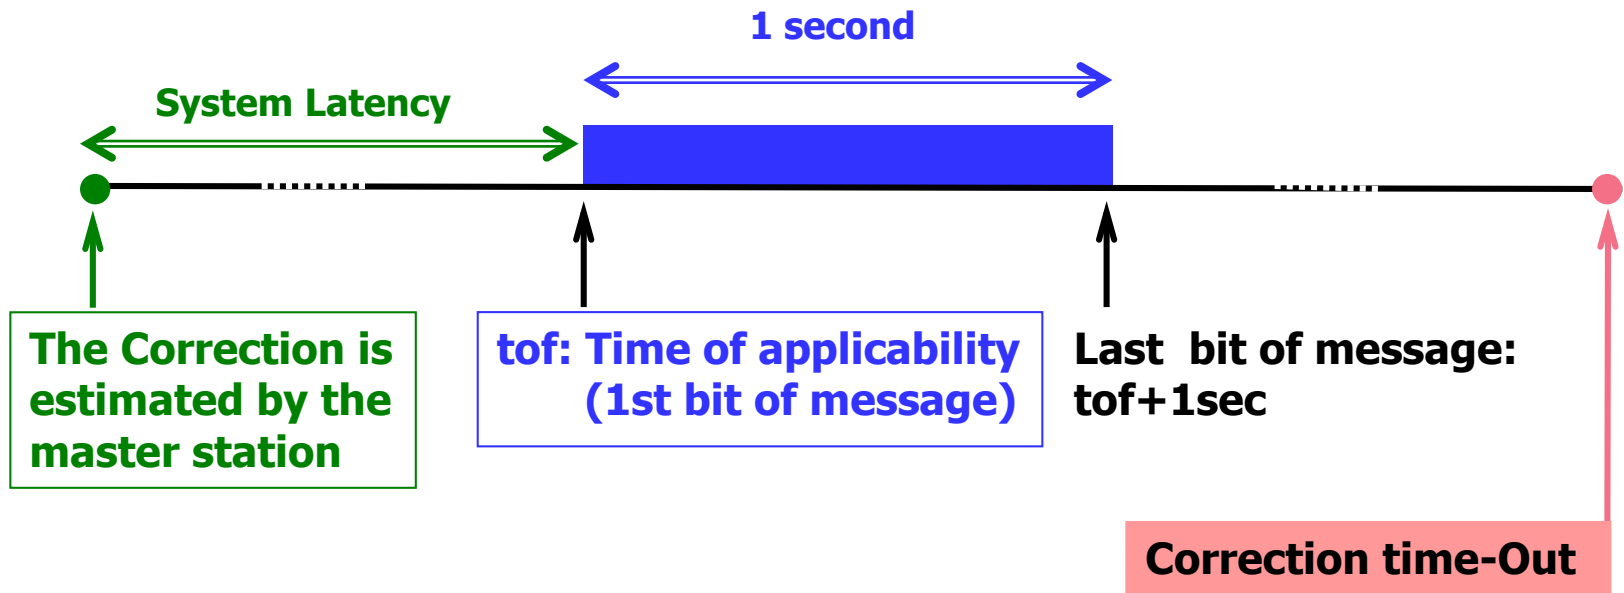 1 second
System Latency
The Correction is
estimated by the
master station
tof: Time of applicability
(1st bit of message)
Last bit of message:
tof+1sec
Correction time-Out